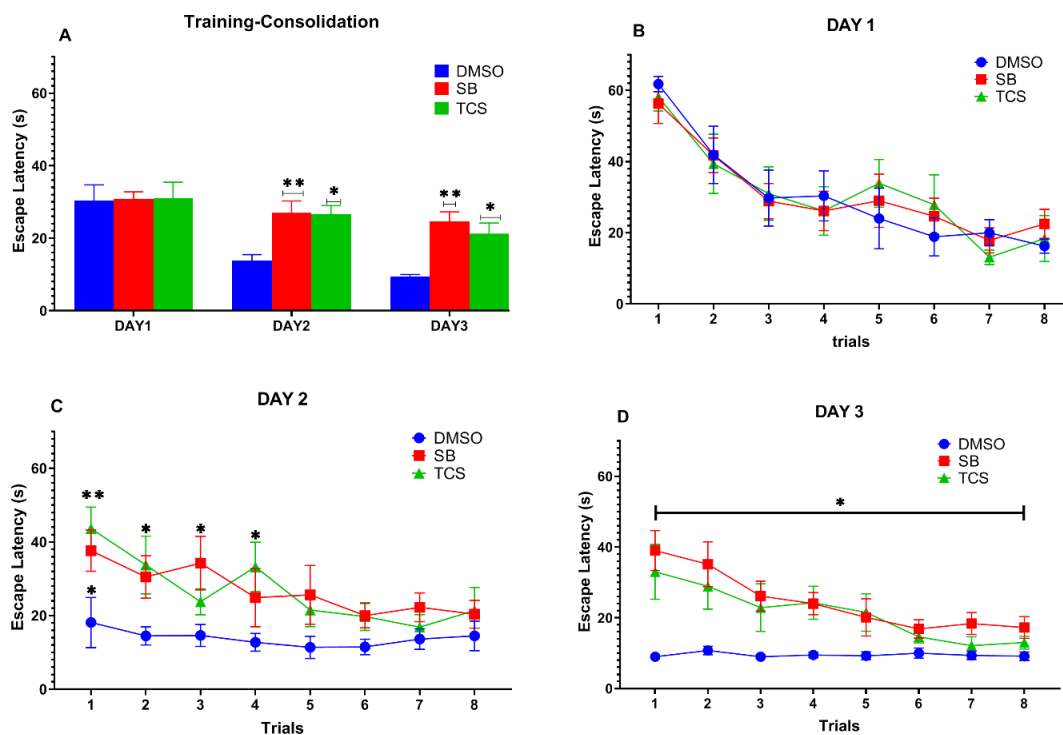 Training-Consolidation
A
Escape Latency (s)
60
40
20
0
DMSO
SB
TCS
**
*
**
*
DAY1
DAY2
DAY3
DAY 1
B
Escape Latency (s)
60
40
20
0
DMSO
SB
TCS
1 2 3 4 5 6 7 8
trials
DAY 2
C
Escape Latency (s)
60
40
20
0
DMSO
SB
TCS
**
*
*
*
*
1 2 3 4 5 6 7 8
Trials
DAY 3
D
Escape Latency (s)
60
40
20
0
DMSO
SB
TCS
*
1 2 3 4 5 6 7 8
Trials